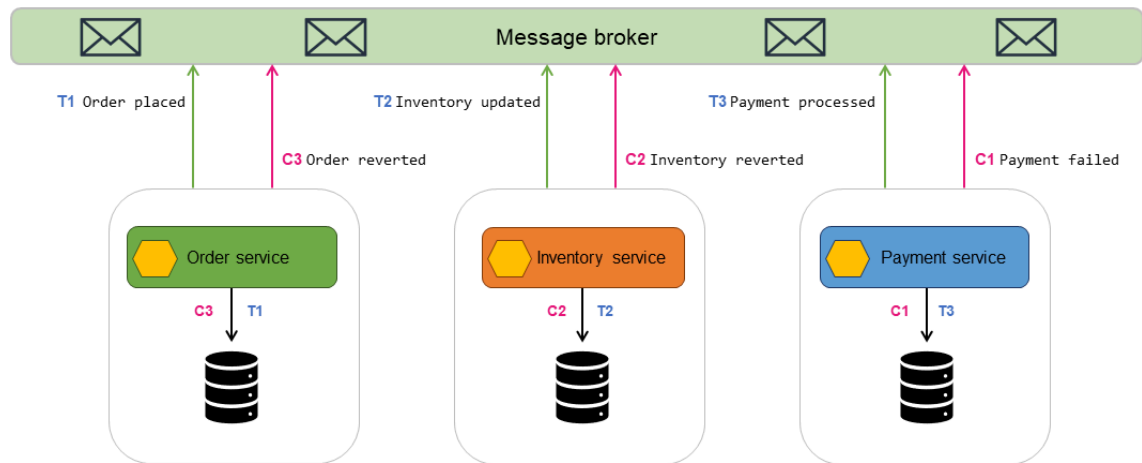 Message broker
T1 Order placed
T2 Inventory updated
T3 Payment processed
C3 Order reverted
C2 Inventory reverted
C1 Payment failed
Order service
Inventory service
Payment service
C3 T1
C2 T2
C1 T3